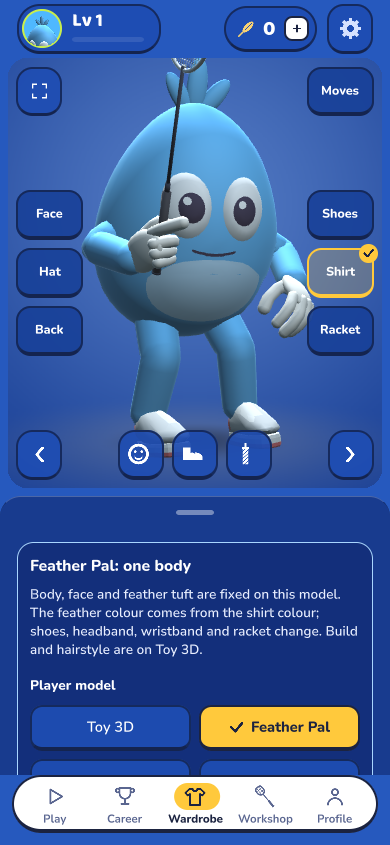 Lv 1
0
+
Moves
Face
Shoes
Hat
Shirt
Back
Racket
Feather Pal: one body
Body, face and feather tuft are fixed on this model.
The feather colour comes from the shirt colour;
shoes, headband, wristband and racket change. Build
and hairstyle are on Toy 3D.
Player model
Toy 3D
Feather Pal
Play
Career
Wardrobe
Workshop
Profile